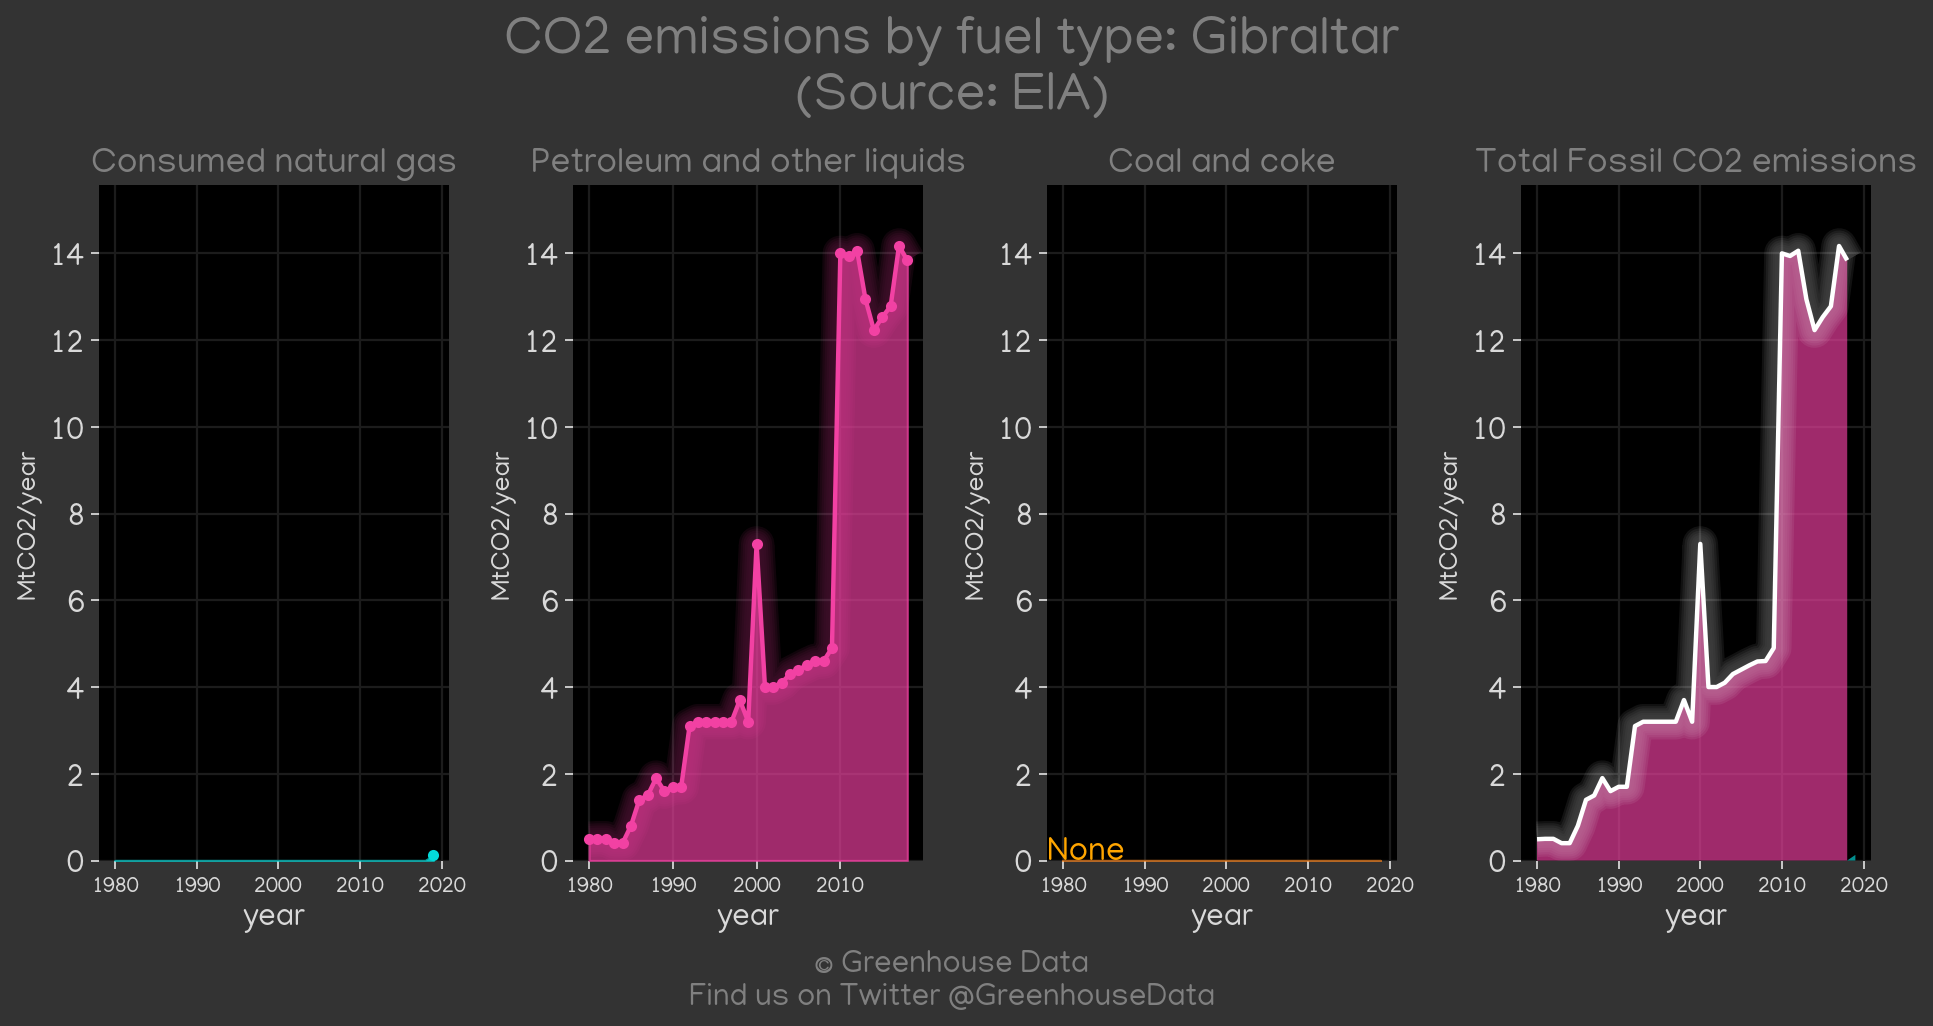 CO2 emissions by fuel type: Gibraltar
(Source: EIA)
Consumed natural gas
Petroleum and other liquids
Coal and coke
Total Fossil CO2 emissions
MtCO2/year
14
12
10
8
6
4
2
0
1980 1990 2000 2010 2020
year
MtCO2/year
14
12
10
8
6
4
2
0
1980 1990 2000 2010
year
MtCO2/year
14
12
10
8
6
4
2
0
None
1980 1990 2000 2010 2020
year
MtCO2/year
14
12
10
8
6
4
2
0
1980 1990 2000 2010 2020
year
© Greenhouse Data
Find us on Twitter @GreenhouseData